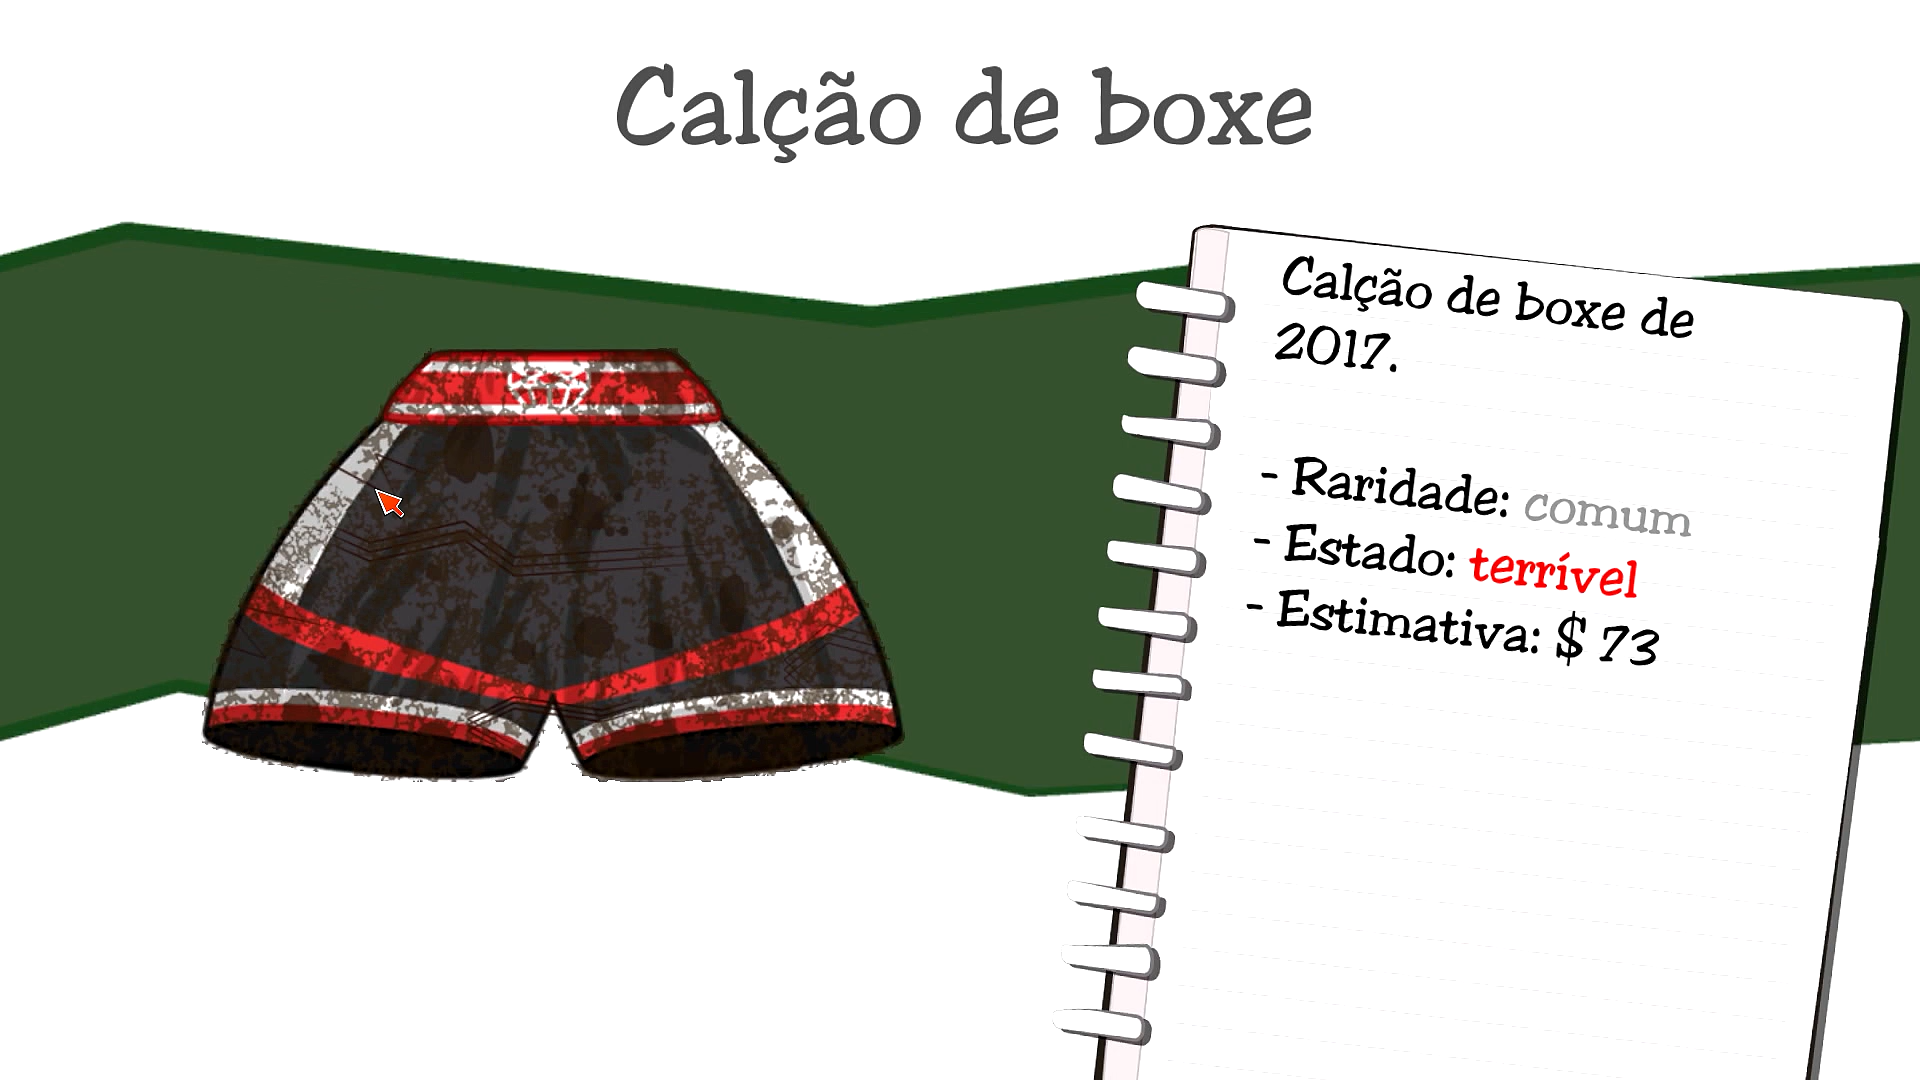 Calção de boxe
Calção de boxe de
2017.
- Raridade: comum
- Estado: terrível
- Estimativa: $ 73